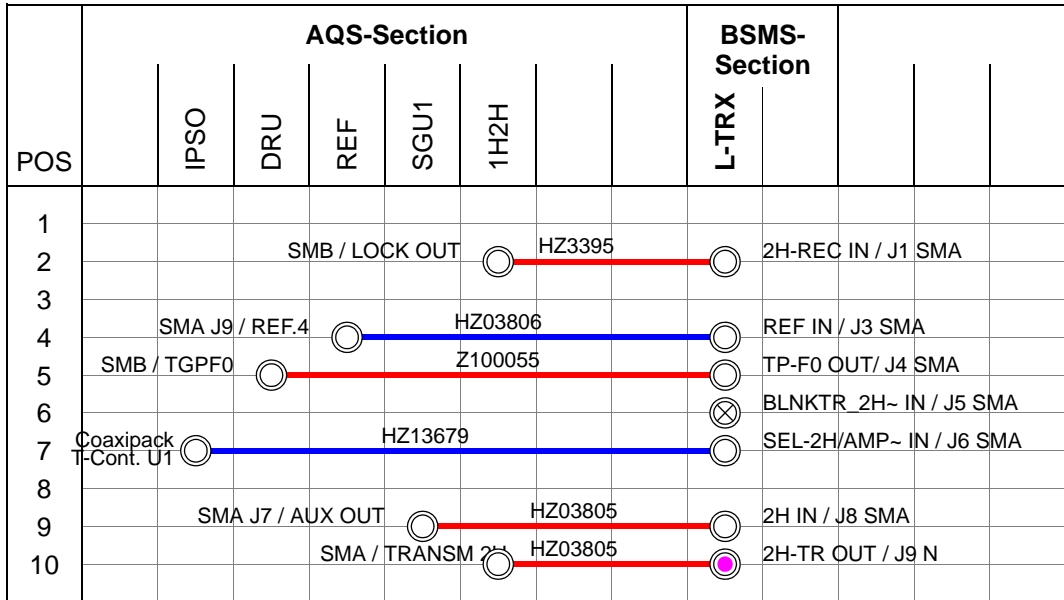 AQS-Section
BSMS-
Section
POS
IPSO
DRU
REF
SGU1
1H2H
L-TRX
1
SMB / LOCK OUT
HZ3395
2H-REC IN / J1 SMA
2
3
SMA J9 / REF.4
HZ03806
REF IN / J3 SMA
4
SMB / TGPF0
Z100055
TP-F0 OUT/ J4 SMA
5
BLNKTR_2H~ IN / J5 SMA
6
Coaxipack
T-Cont. U1
HZ13679
SEL-2H/AMP~ IN / J6 SMA
7
8
SMA J7 / AUX OUT
HZ03805
2H IN / J8 SMA
9
SMA / TRANSM 2H
HZ03805
2H-TR OUT / J9 N
10